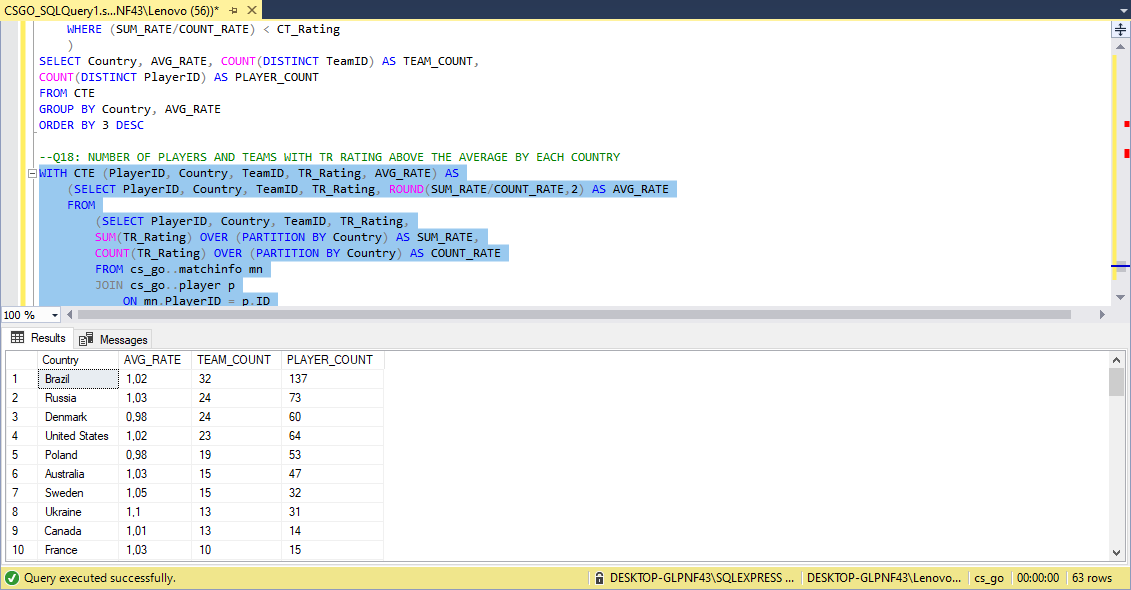 CSGO_SQLQuery1.s...NF43\Lenovo (56))*
WHERE (SUM_RATE/COUNT_RATE) < CT_Rating
)
SELECT Country, AVG_RATE, COUNT(DISTINCT TeamID) AS TEAM_COUNT,
COUNT(DISTINCT PlayerID) AS PLAYER_COUNT
FROM CTE
GROUP BY Country, AVG_RATE
ORDER BY 3 DESC
--Q18: NUMBER OF PLAYERS AND TEAMS WITH TR RATING ABOVE THE AVERAGE BY EACH COUNTRY
WITH CTE (PlayerID, Country, TeamID, TR_Rating, AVG_RATE) AS
(SELECT PlayerID, Country, TeamID, TR_Rating, ROUND(SUM_RATE/COUNT_RATE,2) AS AVG_RATE
FROM
(SELECT PlayerID, Country, TeamID, TR_Rating,
SUM(TR_Rating) OVER (PARTITION BY Country) AS SUM_RATE,
COUNT(TR_Rating) OVER (PARTITION BY Country) AS COUNT_RATE
FROM cs_go..matchinfo mn
JOIN cs_go..player p
ON mn.PlayerID = p.ID
100 %
Results Messages
Country AVG_RATE TEAM_COUNT PLAYER_COUNT
1 Brazil 1,02 32 137
2 Russia 1,03 24 73
3 Denmark 0,98 24 60
4 United States 1,02 23 64
5 Poland 0,98 19 53
6 Australia 1,03 15 47
7 Sweden 1,05 15 32
8 Ukraine 1,1 13 31
9 Canada 1,01 13 14
10 France 1,03 10 15
Query executed successfully. DESKTOP-GLPNF43\SQLEXPRESS ... DESKTOP-GLPNF43\Lenovo... cs_go 00:00:00 63 rows